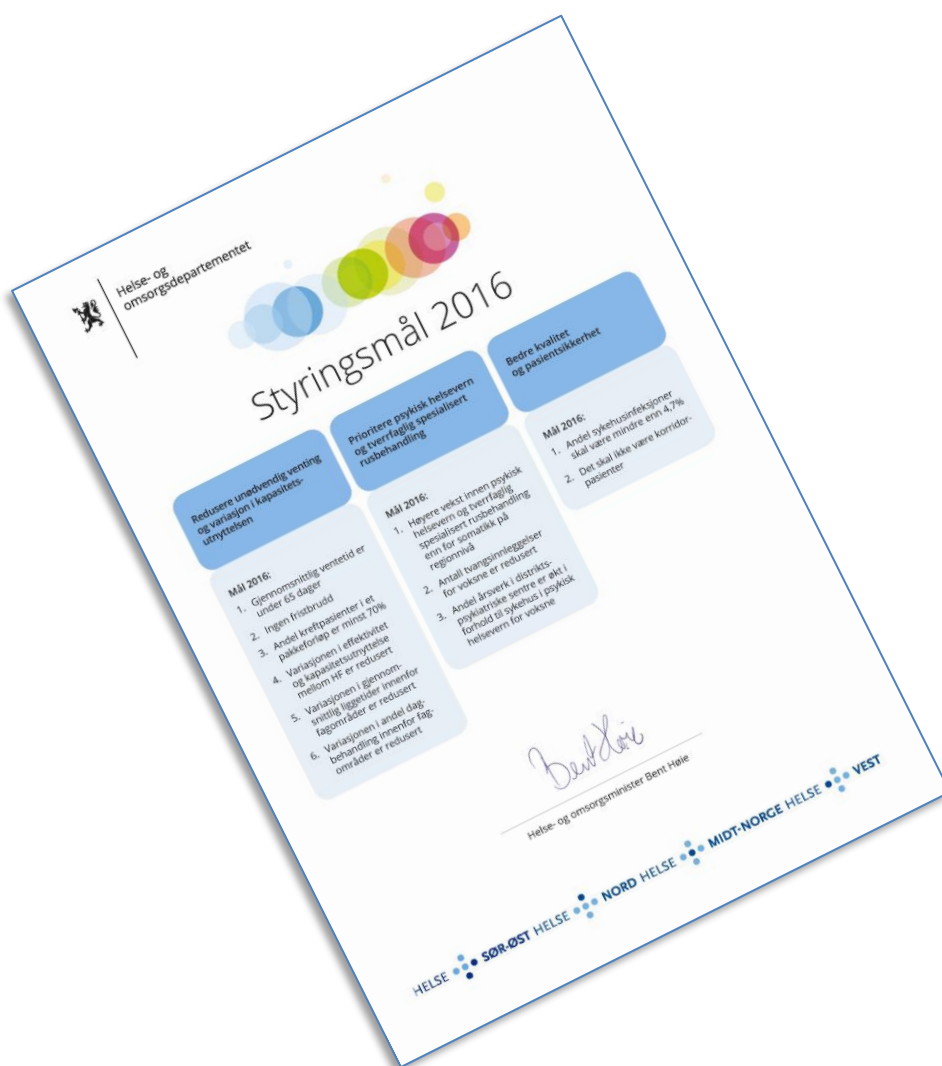 Helse- og
omsorgsdepartementet
Styringsmål 2016
Redusere unødvendig venting
og variasjon i kapasitets-
utnyttelsen
Mål 2016:
1. Gjennomsnittlig ventetid er
under 65 dager
2. Ingen fristbrudd
3. Andel kreftpasienter i et
pakkeforløp er minst 70%
4. Variasjonen i effektivitet
og kapasitetsutnyttelse
mellom HF er redusert
5. Variasjonen i gjennom-
snittlig liggetider innenfor
fagområder er redusert
6. Variasjonen i andel dag-
behandling innenfor fag-
områder er redusert
Prioritere psykisk helsevern
og tverrfaglig spesialisert
rusbehandling
Mål 2016:
1. Høyere vekst innen psykisk
helsevern og tverrfaglig
spesialisert rusbehandling
enn for somatikk på
regionnivå
2. Antall tvangsinnleggelser
for voksne er redusert
3. Andel årsverk i distrikts-
psykiatriske sentre er økt i
forhold til sykehus i psykisk
helsevern for voksne
Bedre kvalitet
og pasientsikkerhet
Mål 2016:
1. Andel sykehusinfeksjoner
skal være mindre enn 4,7%
2. Det skal ikke være korridor-
pasienter
Bent Høie
Helse- og omsorgsminister Bent Høie
HELSE SØR-ØST HELSE NORD HELSE MIDT-NORGE HELSE VEST